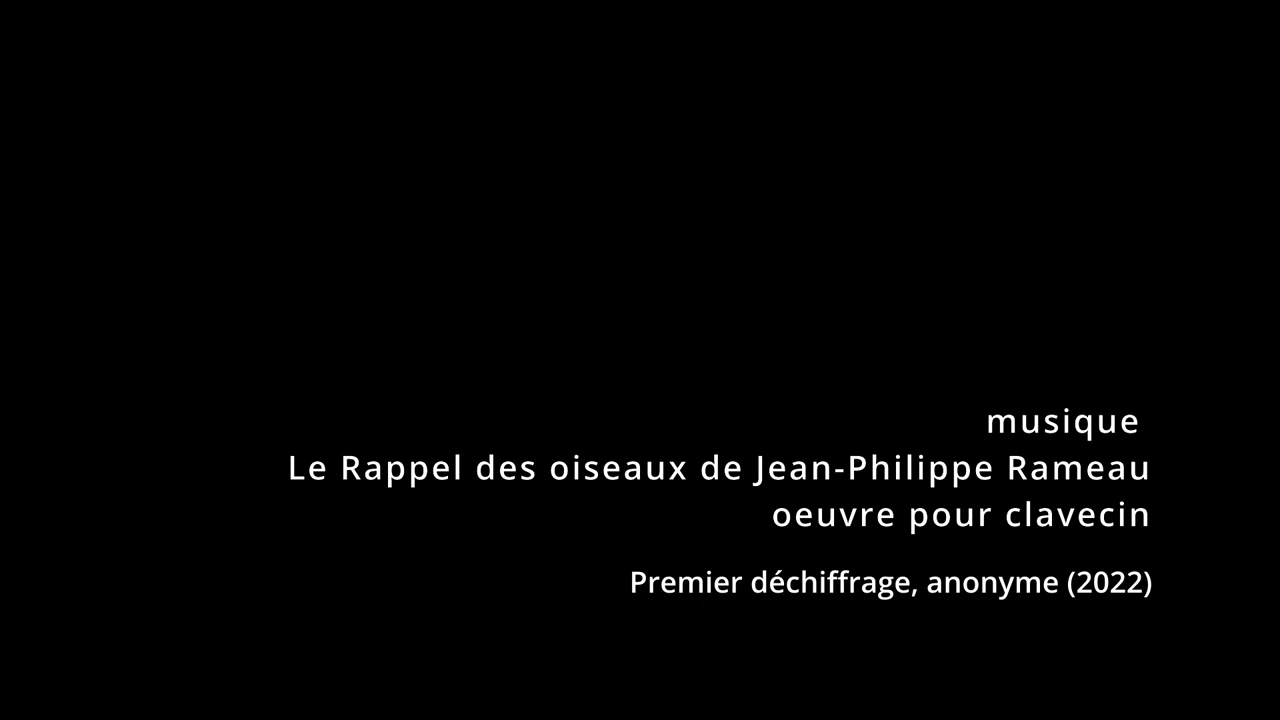 musique
Le Rappel des oiseaux de Jean-Philippe Rameau
oeuvre pour clavecin
Premier déchiffrage, anonyme (2022)